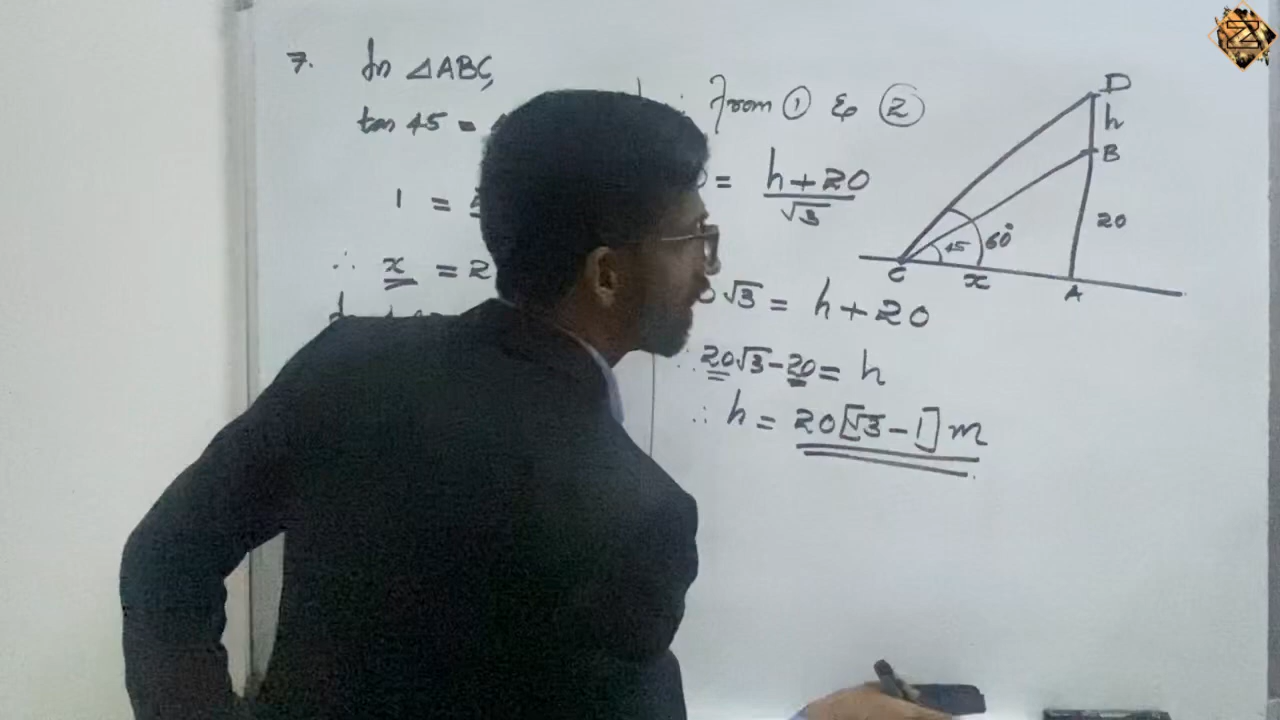 7. In △ABC,
tan 45 =
1 =
∴ x = 2
From ① & ②
= h + 20
√3
√3 = h + 20
∴ 20√3 - 20 = h
∴ h = 20[√3 - 1] m
D
h
B
20
45
60°
C
x
A
Z